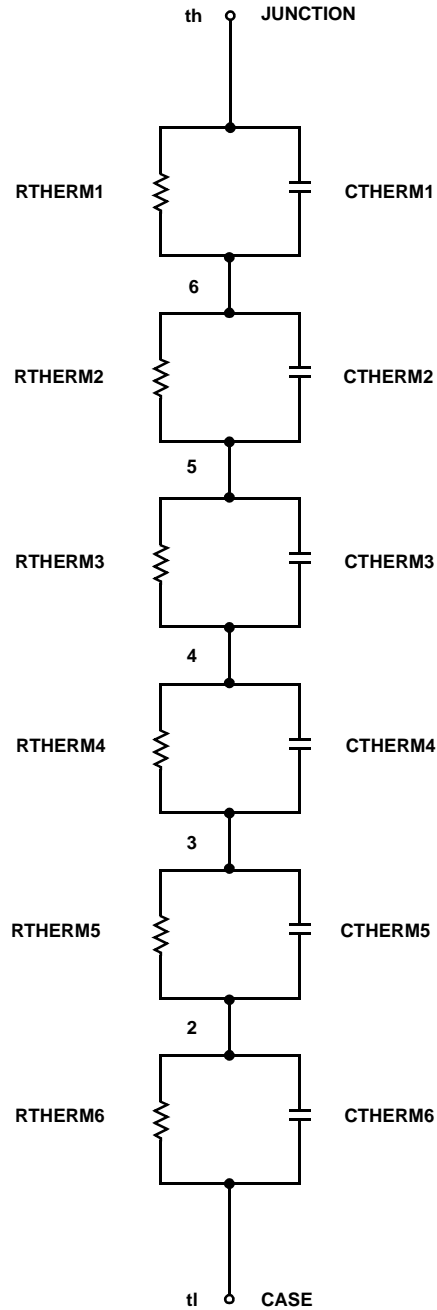 th JUNCTION
RTHERM1 CTHERM1
6
RTHERM2 CTHERM2
5
RTHERM3 CTHERM3
4
RTHERM4 CTHERM4
3
RTHERM5 CTHERM5
2
RTHERM6 CTHERM6
tl CASE